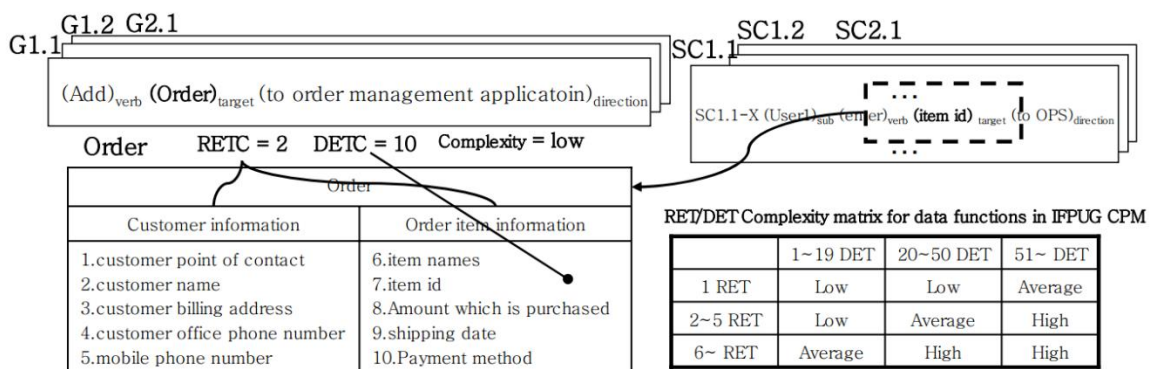 G1.1 G1.2 G2.1
(Add)verb (Order)target (to order management applicatoin)direction
SC1.1 SC1.2 SC2.1
...
SC1.1-X (User1)sub (enter)verb (item id) target (to OPS)direction
...
Order RETC = 2 DETC = 10 Complexity = low
Order
Customer information Order item information
1.customer point of contact 6.item names
2.customer name 7.item id
3.customer billing address 8.Amount which is purchased
4.customer office phone number 9.shipping date
5.mobile phone number 10.Payment method
RET/DET Complexity matrix for data functions in IFPUG CPM
1~19 DET 20~50 DET 51~ DET
1 RET Low Low Average
2~5 RET Low Average High
6~ RET Average High High